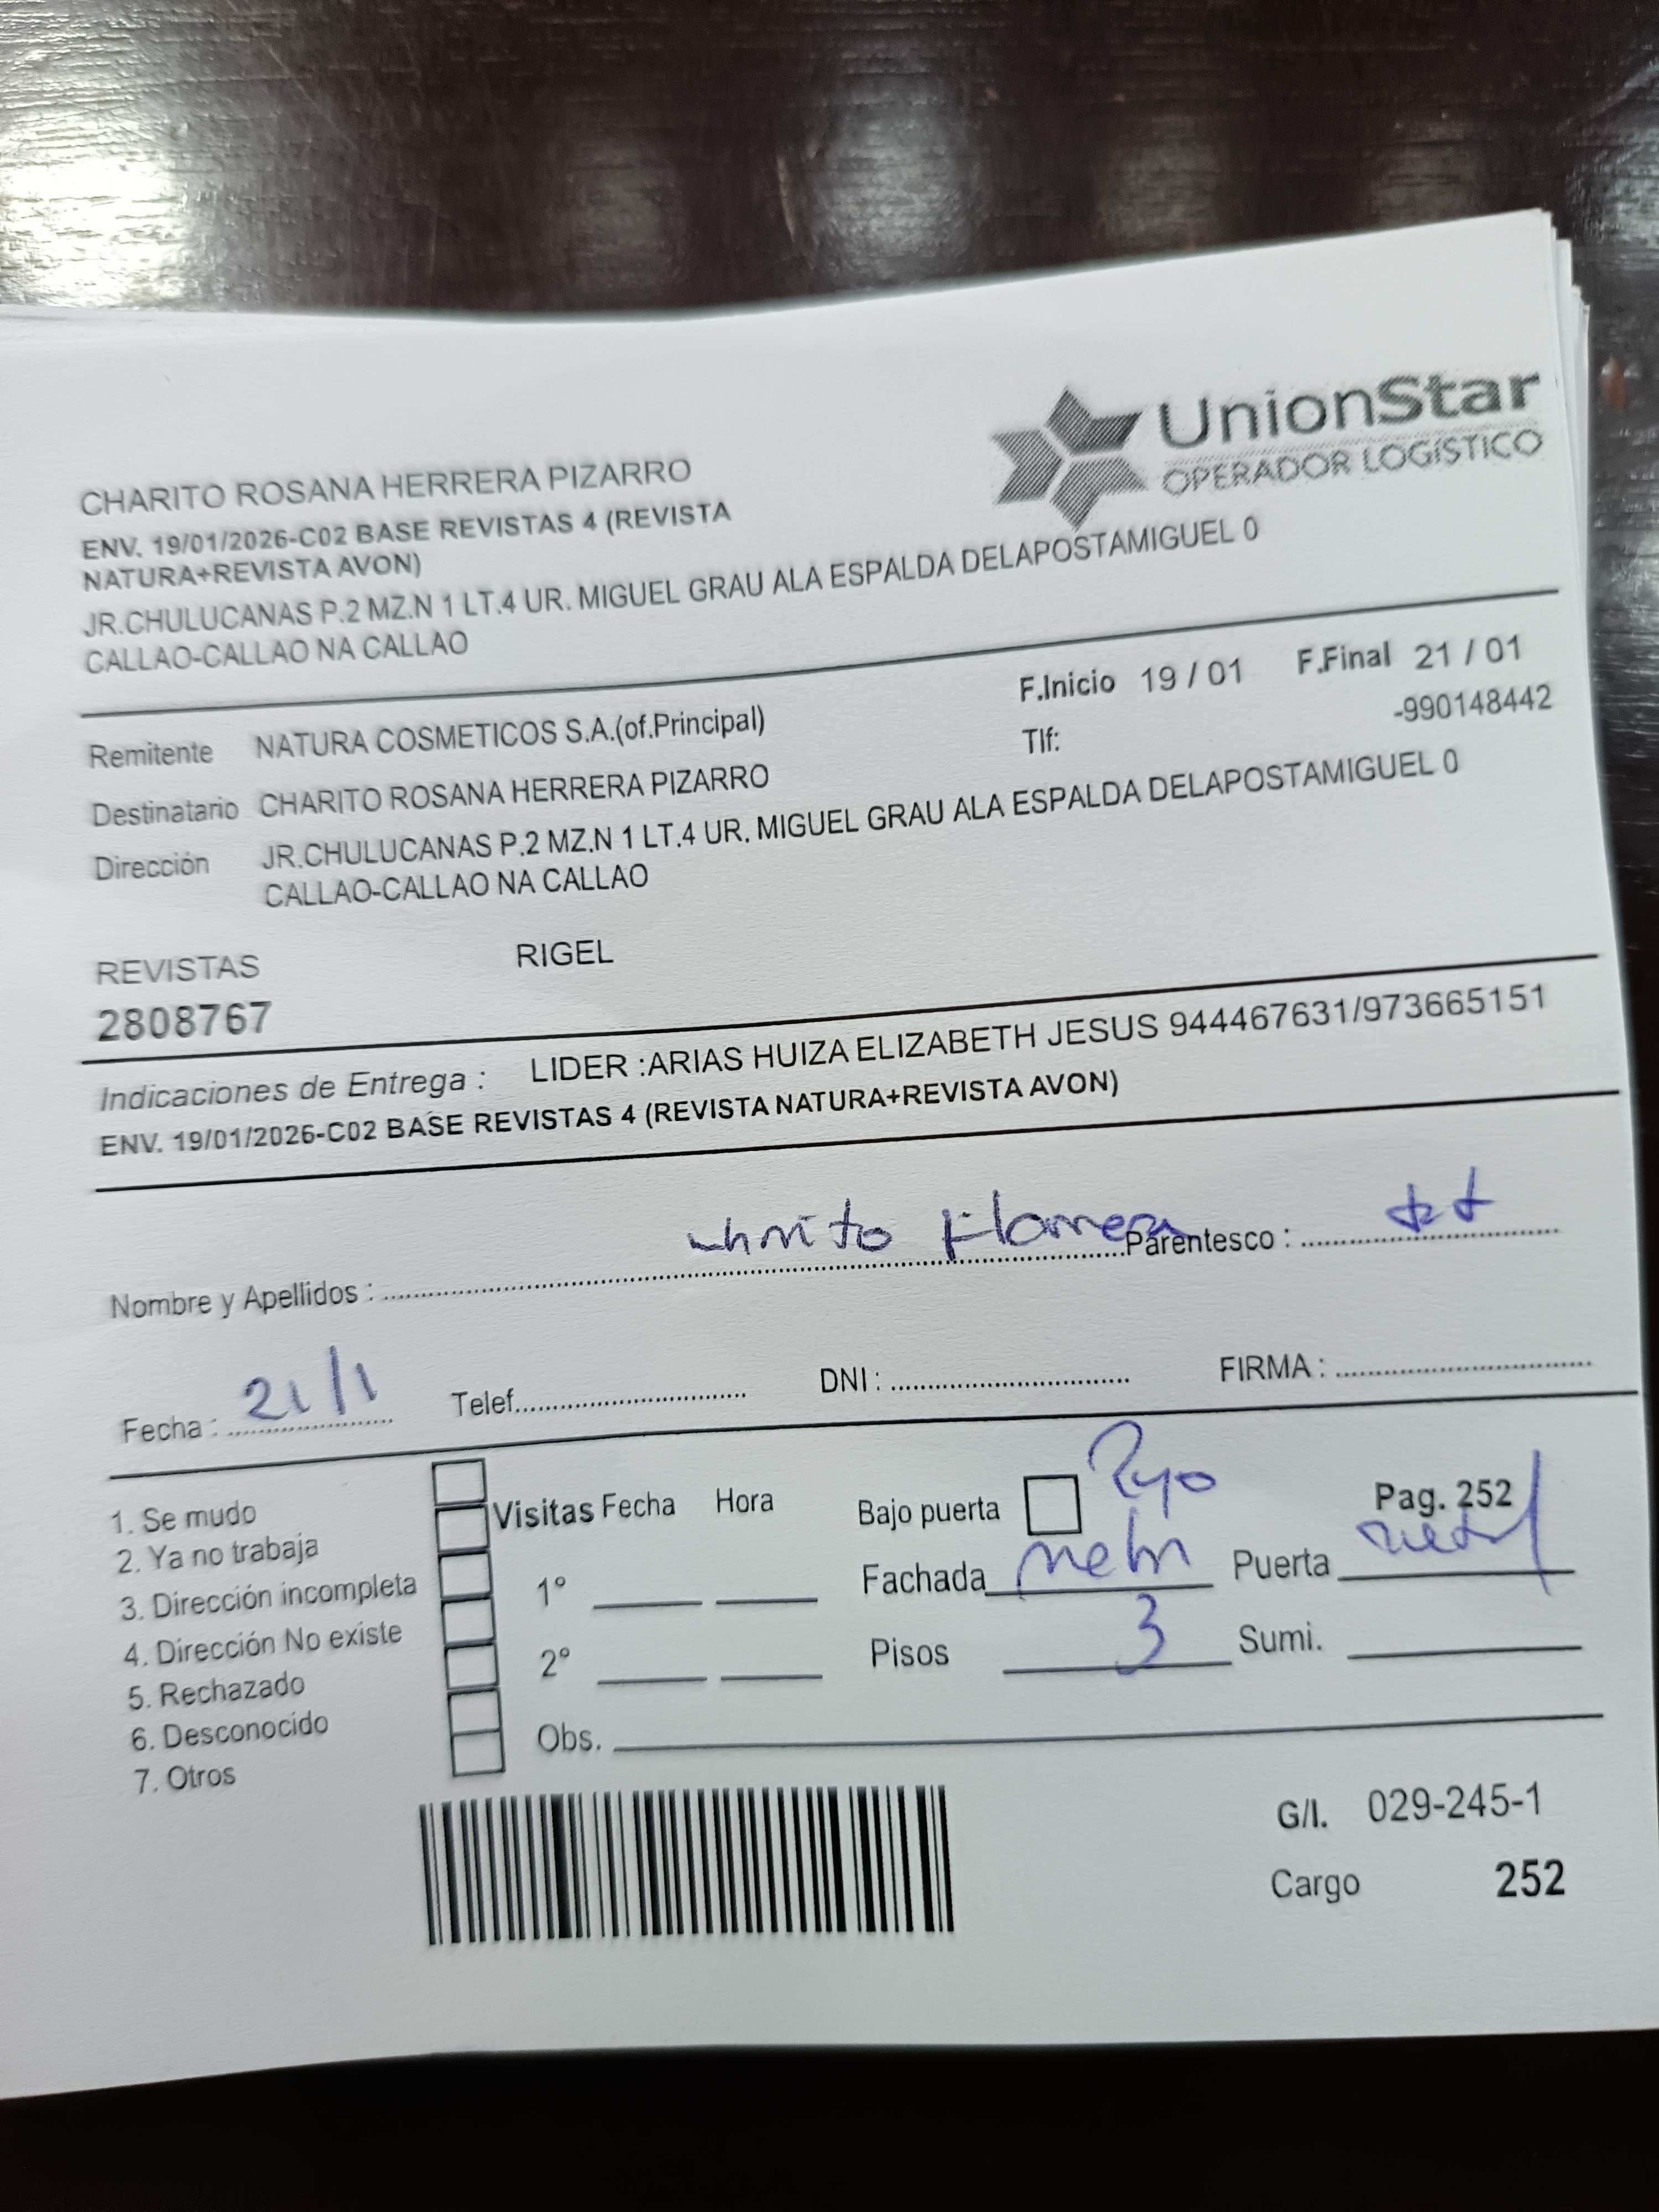 UnionStar
OPERADOR LOGÍSTICO
CHARITO ROSANA HERRERA PIZARRO
ENV. 19/01/2026-C02 BASE REVISTAS 4 (REVISTA
NATURA+REVISTA AVON)
JR.CHULUCANAS P.2 MZ.N 1 LT.4 UR. MIGUEL GRAU ALA ESPALDA DELAPOSTAMIGUEL 0
CALLAO-CALLAO NA CALLAO
F.Inicio 19 / 01 F.Final 21 / 01
Remitente NATURA COSMETICOS S.A.(of.Principal) Tlf: -990148442
Destinatario CHARITO ROSANA HERRERA PIZARRO
Dirección JR.CHULUCANAS P.2 MZ.N 1 LT.4 UR. MIGUEL GRAU ALA ESPALDA DELAPOSTAMIGUEL 0
CALLAO-CALLAO NA CALLAO
REVISTAS RIGEL
2808767
Indicaciones de Entrega : LIDER :ARIAS HUIZA ELIZABETH JESUS 944467631/973665151
ENV. 19/01/2026-C02 BASE REVISTAS 4 (REVISTA NATURA+REVISTA AVON)
Nombre y Apellidos : Parentesco :
Fecha : 21/1 Telef. DNI : FIRMA :
1. Se mudo
2. Ya no trabaja
3. Dirección incompleta
4. Dirección No existe
5. Rechazado
6. Desconocido
7. Otros
Visitas Fecha Hora
1°
2°
Obs.
Bajo puerta Pag. 252
Fachada Puerta
Pisos 3 Sumi.
G/I. 029-245-1
Cargo 252